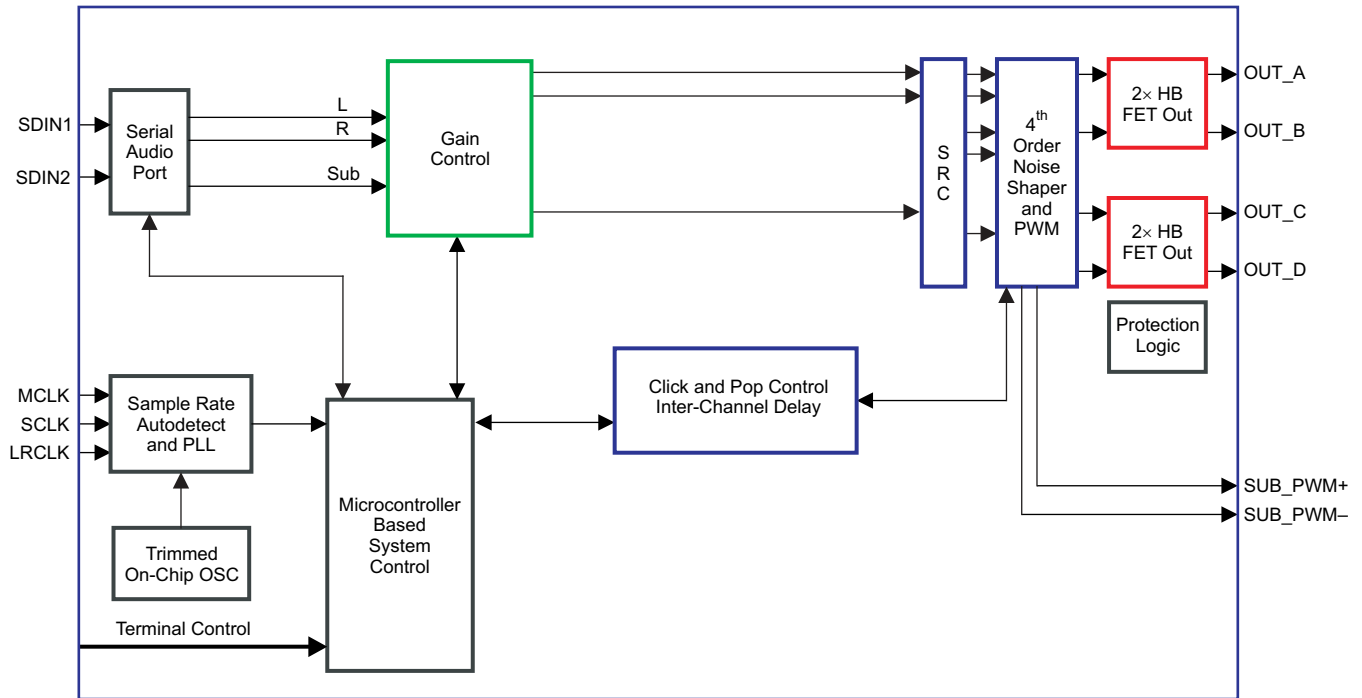 SDIN1
SDIN2
Serial
Audio
Port
L
R
Sub
Gain
Control
S
R
C
4th
Order
Noise
Shaper
and
PWM
2× HB
FET Out
OUT_A
OUT_B
2× HB
FET Out
OUT_C
OUT_D
Protection
Logic
MCLK
SCLK
LRCLK
Sample Rate
Autodetect
and PLL
Click and Pop Control
Inter-Channel Delay
Microcontroller
Based
System
Control
SUB_PWM+
SUB_PWM–
Trimmed
On-Chip OSC
Terminal Control